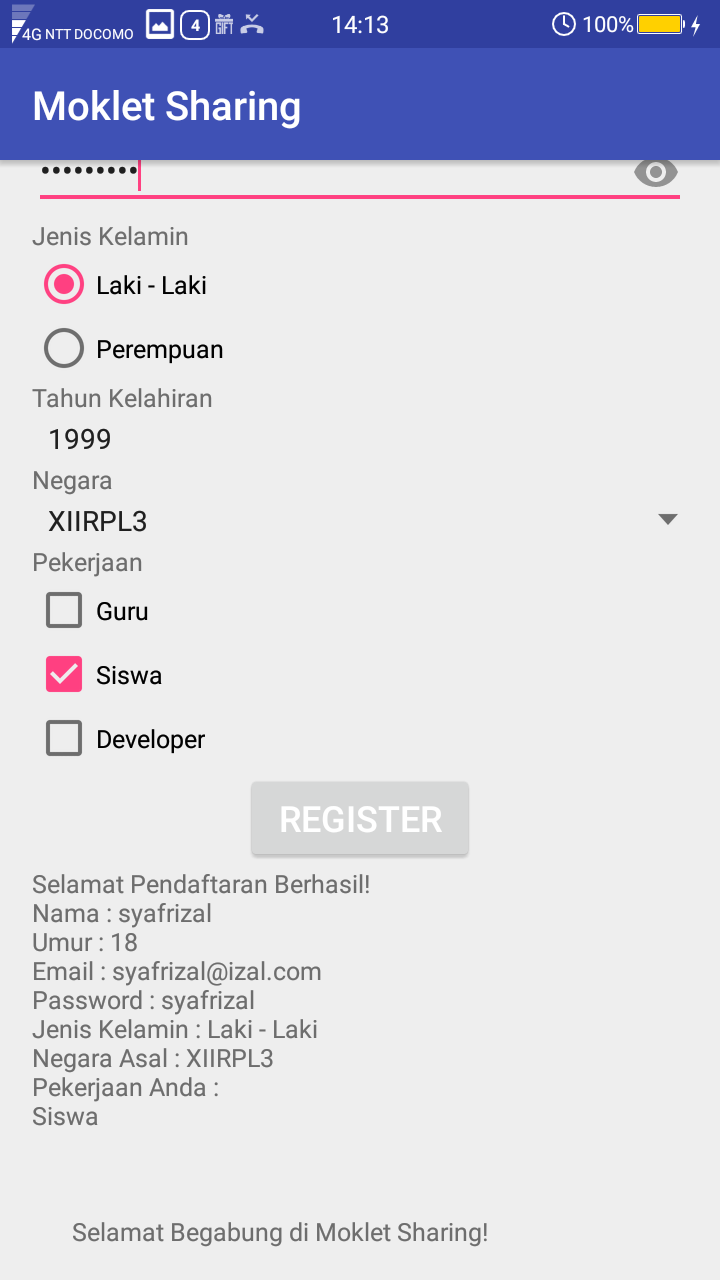 4G NTT DOCOMO 4 GIFT 14:13 100%
Moklet Sharing
•••••••••
Jenis Kelamin
Laki - Laki
Perempuan
Tahun Kelahiran
1999
Negara
XIIRPL3
Pekerjaan
Guru
Siswa
Developer
REGISTER
Selamat Pendaftaran Berhasil!
Nama : syafrizal
Umur : 18
Email : syafrizal@izal.com
Password : syafrizal
Jenis Kelamin : Laki - Laki
Negara Asal : XIIRPL3
Pekerjaan Anda :
Siswa
Selamat Begabung di Moklet Sharing!